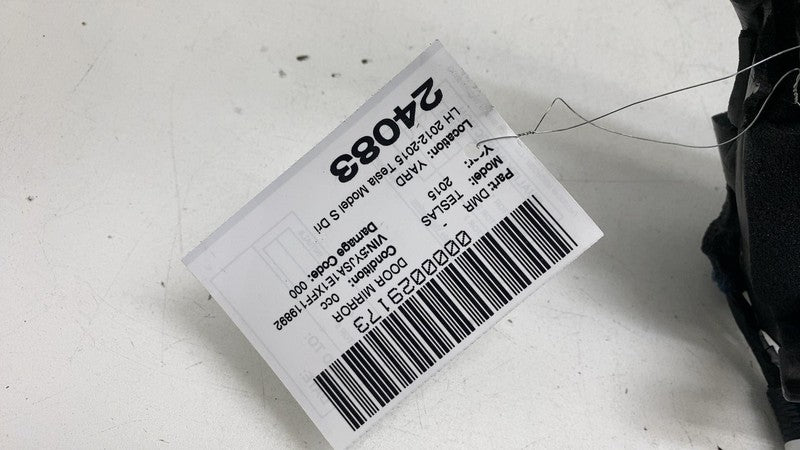 0000029173
Part: DMR - DOOR MIRROR
Model: TESLAS Condition: 0cc
Year: 2015 VIN:5YJSA1E1XFF119892
Location: YARD Damage Code: 000
LH 2012-2015 Tesla Model S Dri
24083